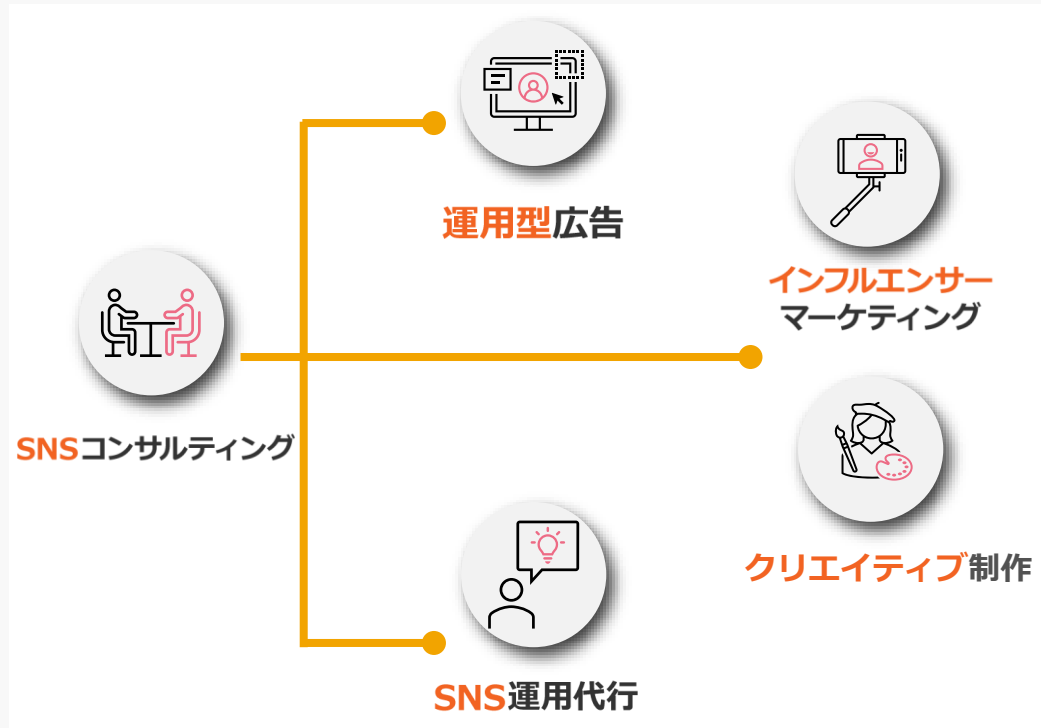 運用型広告
インフルエンサー
マーケティング
SNSコンサルティング
クリエイティブ制作
SNS運用代行